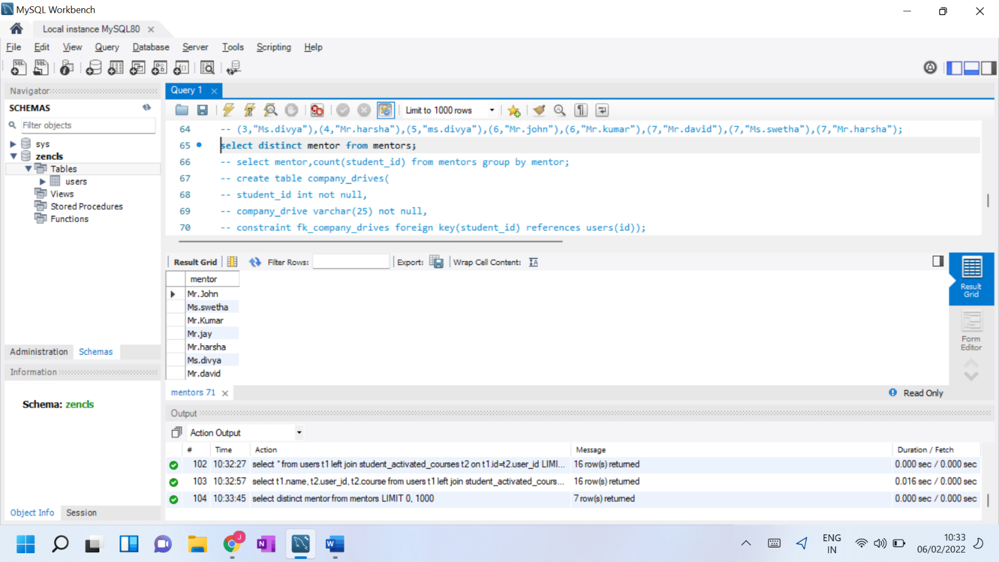 MySQL Workbench
Local instance MySQL80
File Edit View Query Database Server Tools Scripting Help
Navigator
SCHEMAS
Filter objects
sys
zencls
Tables
users
Views
Stored Procedures
Functions
Administration Schemas
Information
Schema: zencls
Object Info Session
Query 1
Limit to 1000 rows
64 -- (3,"Ms.divya"),(4,"Mr.harsha"),(5,"ms.divya"),(6,"Mr.john"),(6,"Mr.kumar"),(7,"Mr.david"),(7,"Ms.swetha"),(7,"Mr.harsha");
65 select distinct mentor from mentors;
66 -- select mentor,count(student_id) from mentors group by mentor;
67 -- create table company_drives(
68 -- student_id int not null,
69 -- company_drive varchar(25) not null,
70 -- constraint fk_company_drives foreign key(student_id) references users(id));
Result Grid Filter Rows: Export: Wrap Cell Content:
mentor
Mr.John
Ms.swetha
Mr.Kumar
Mr.jay
Mr.harsha
Ms.divya
Mr.david
Result
Grid
Form
Editor
mentors 71
Read Only
Output
Action Output
# Time Action Message Duration / Fetch
102 10:32:27 select * from users t1 left join student_activated_courses t2 on t1.id=t2.user_id LIMI... 16 row(s) returned 0.000 sec / 0.000 sec
103 10:32:57 select t1.name, t2.user_id, t2.course from users t1 left join student_activated_cours... 16 row(s) returned 0.016 sec / 0.000 sec
104 10:33:45 select distinct mentor from mentors LIMIT 0, 1000 7 row(s) returned 0.000 sec / 0.000 sec
ENG
IN
10:33
06/02/2022